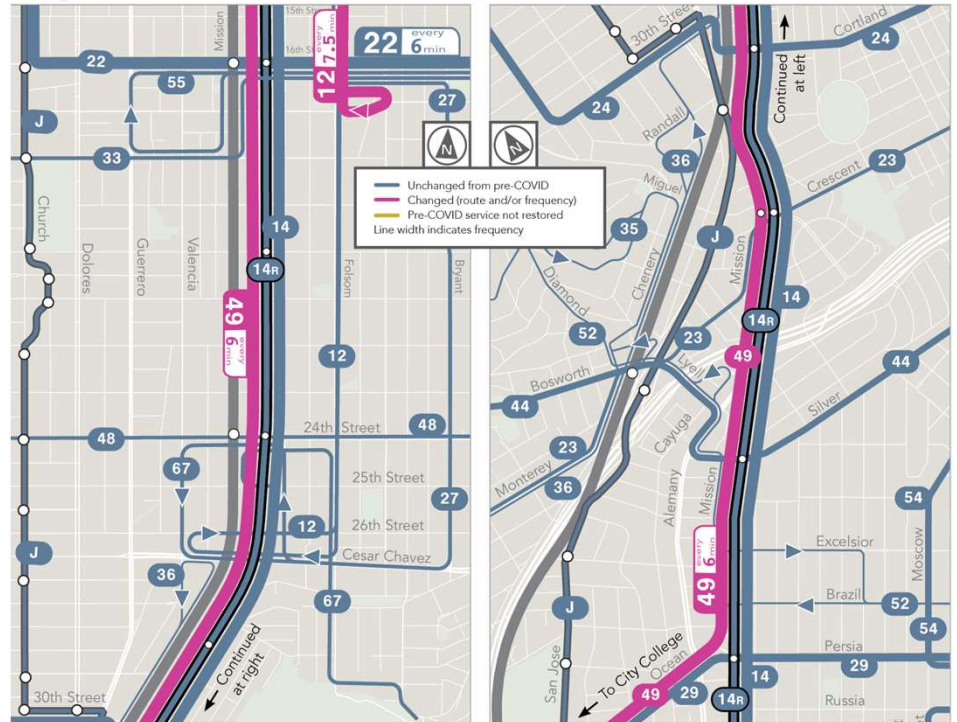 15th Street
16th St
Mission
22
22 every 6 min
12 every 7.5 min
55
27
J
33
N
N
Unchanged from pre-COVID
Changed (route and/or frequency)
Pre-COVID service not restored
Line width indicates frequency
Church
Dolores
Guerrero
Valencia
14
14R
Folsom
Bryant
49 every 6 min
12
24th Street
48
48
67
25th Street
27
12
26th Street
Cesar Chavez
J
36
67
Continued
at right
30th Street
30th Street
Cortland
24
Continued
at left
24
Randall
36
Miguel
23
Crescent
35
J
Chenery
Mission
Diamond
14
52
23
14R
49
Lyell
44
Bosworth
44
Silver
Cayuga
23
Monterey
36
Alemany
Mission
54
49 every 6 min
Excelsior
Moscow
Brazil
52
J
54
To City College
Ocean
Persia
29
San Jose
49
29
14
14R
Russia